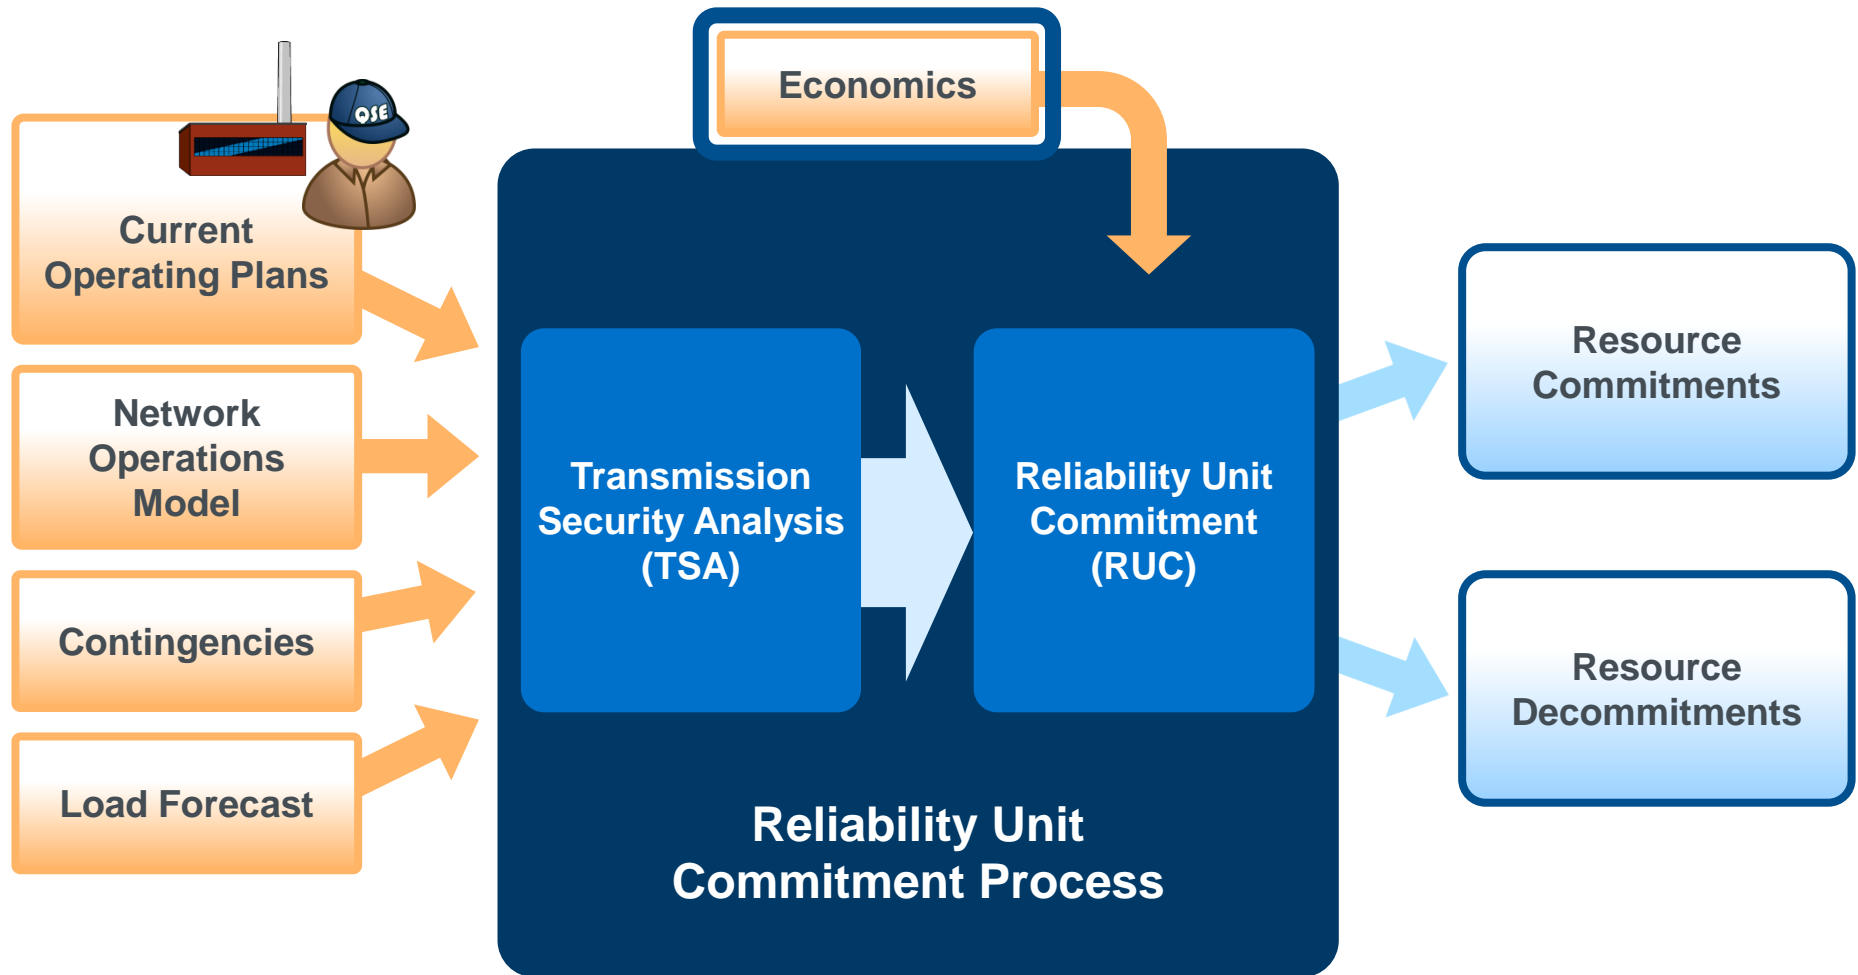 Economics
QSE
Current
Operating Plans
Network
Operations
Model
Contingencies
Load Forecast
Transmission
Security Analysis
(TSA)
Reliability Unit
Commitment
(RUC)
Reliability Unit
Commitment Process
Resource
Commitments
Resource
Decommitments